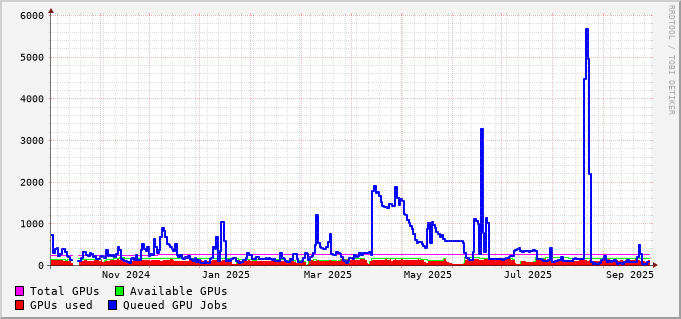 RRDTOOL / TOBI OETIKER
6000
5000
4000
3000
2000
1000
0
Nov 2024 Jan 2025 Mar 2025 May 2025 Jul 2025 Sep 2025
Total GPUs Available GPUs
GPUs used Queued GPU Jobs